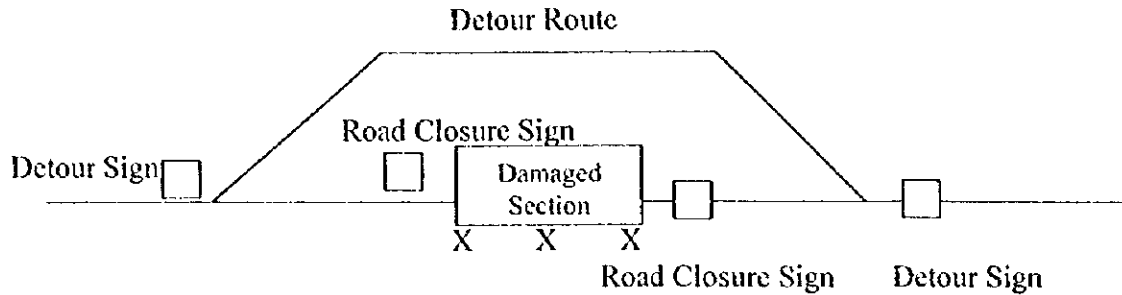 Detour Route
Road Closure Sign
Detour Sign
Damaged
Section
X X X
Road Closure Sign Detour Sign